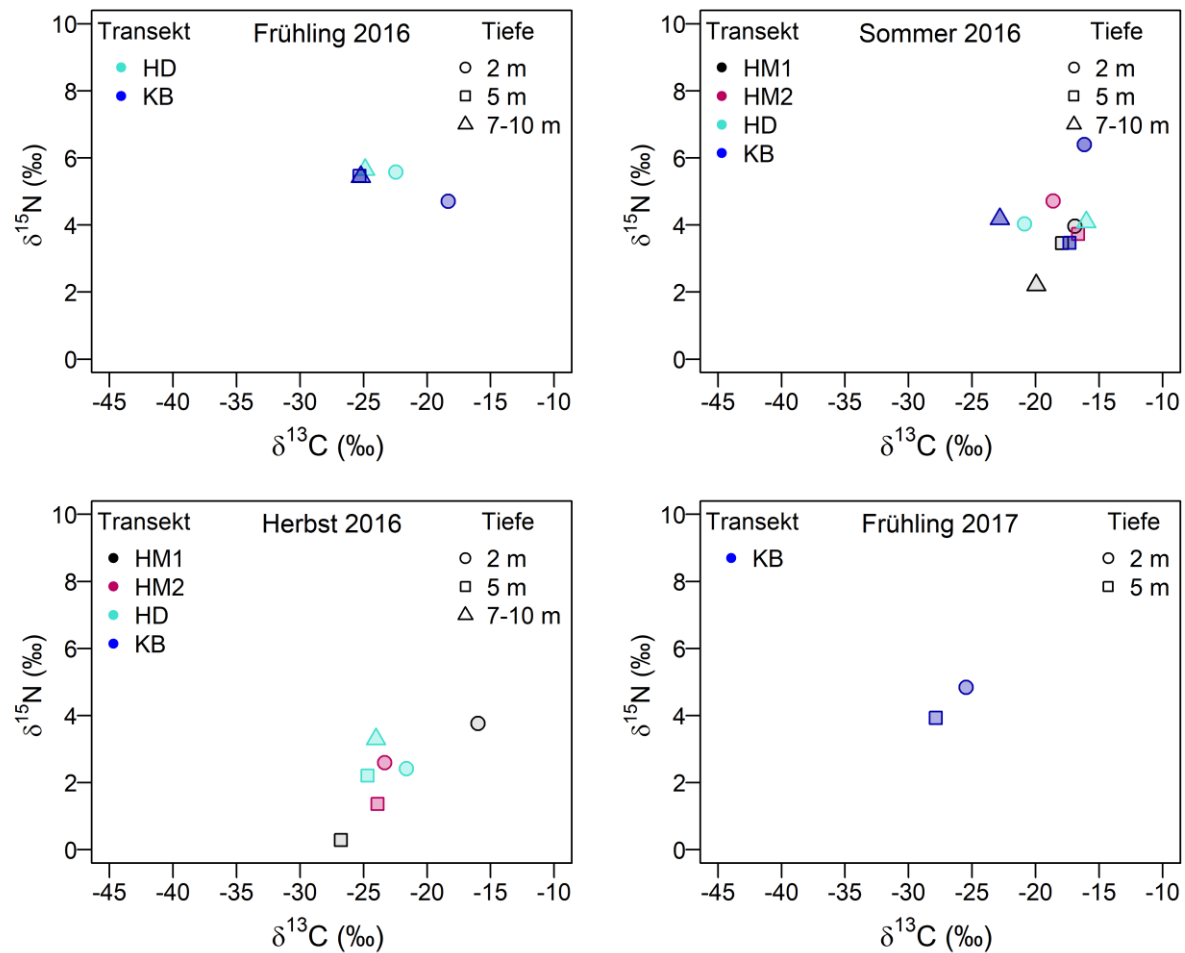 Transekt
Frühling 2016
Tiefe
HD
KB
2 m
5 m
7-10 m
10
8
6
4
2
0
δ15N (‰)
-45 -40 -35 -30 -25 -20 -15 -10
δ13C (‰)
Transekt
Sommer 2016
Tiefe
HM1
HM2
HD
KB
2 m
5 m
7-10 m
10
8
6
4
2
0
δ15N (‰)
-45 -40 -35 -30 -25 -20 -15 -10
δ13C (‰)
Transekt
Herbst 2016
Tiefe
HM1
HM2
HD
KB
2 m
5 m
7-10 m
10
8
6
4
2
0
δ15N (‰)
-45 -40 -35 -30 -25 -20 -15 -10
δ13C (‰)
Transekt
Frühling 2017
Tiefe
KB
2 m
5 m
10
8
6
4
2
0
δ15N (‰)
-45 -40 -35 -30 -25 -20 -15 -10
δ13C (‰)